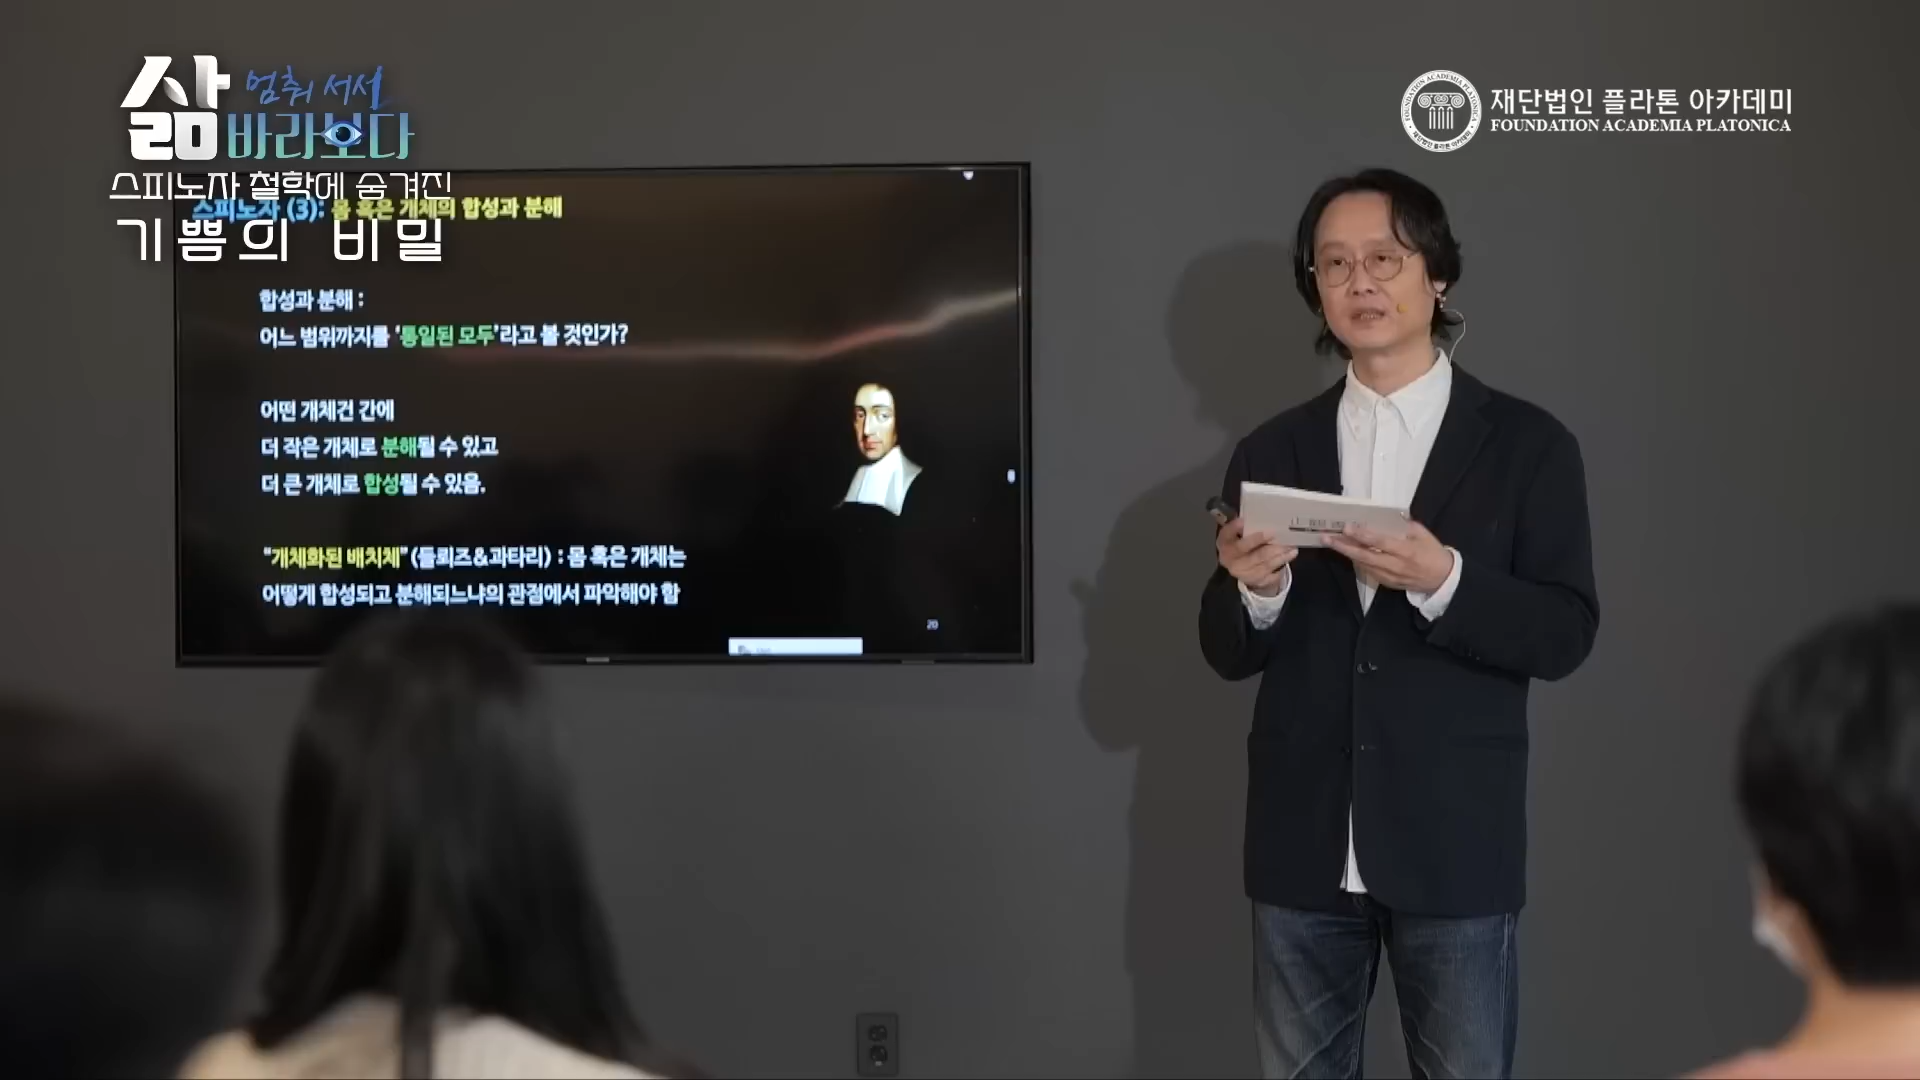 삶 멈춰 서서
바라보다
스피노자 철학에 숨겨진
기쁨의 비밀
재단법인 플라톤 아카데미
FOUNDATION ACADEMIA PLATONICA
스피노자 (3): 몸 혹은 개체의 합성과 분해
합성과 분해 :
어느 범위까지를 ‘통일된 모두’라고 볼 것인가?
어떤 개체건 간에
더 작은 개체로 분해될 수 있고
더 큰 개체로 합성될 수 있음.
“개체화된 배치체” (들뢰즈&과타리) : 몸 혹은 개체는
어떻게 합성되고 분해되느냐의 관점에서 파악해야 함
20